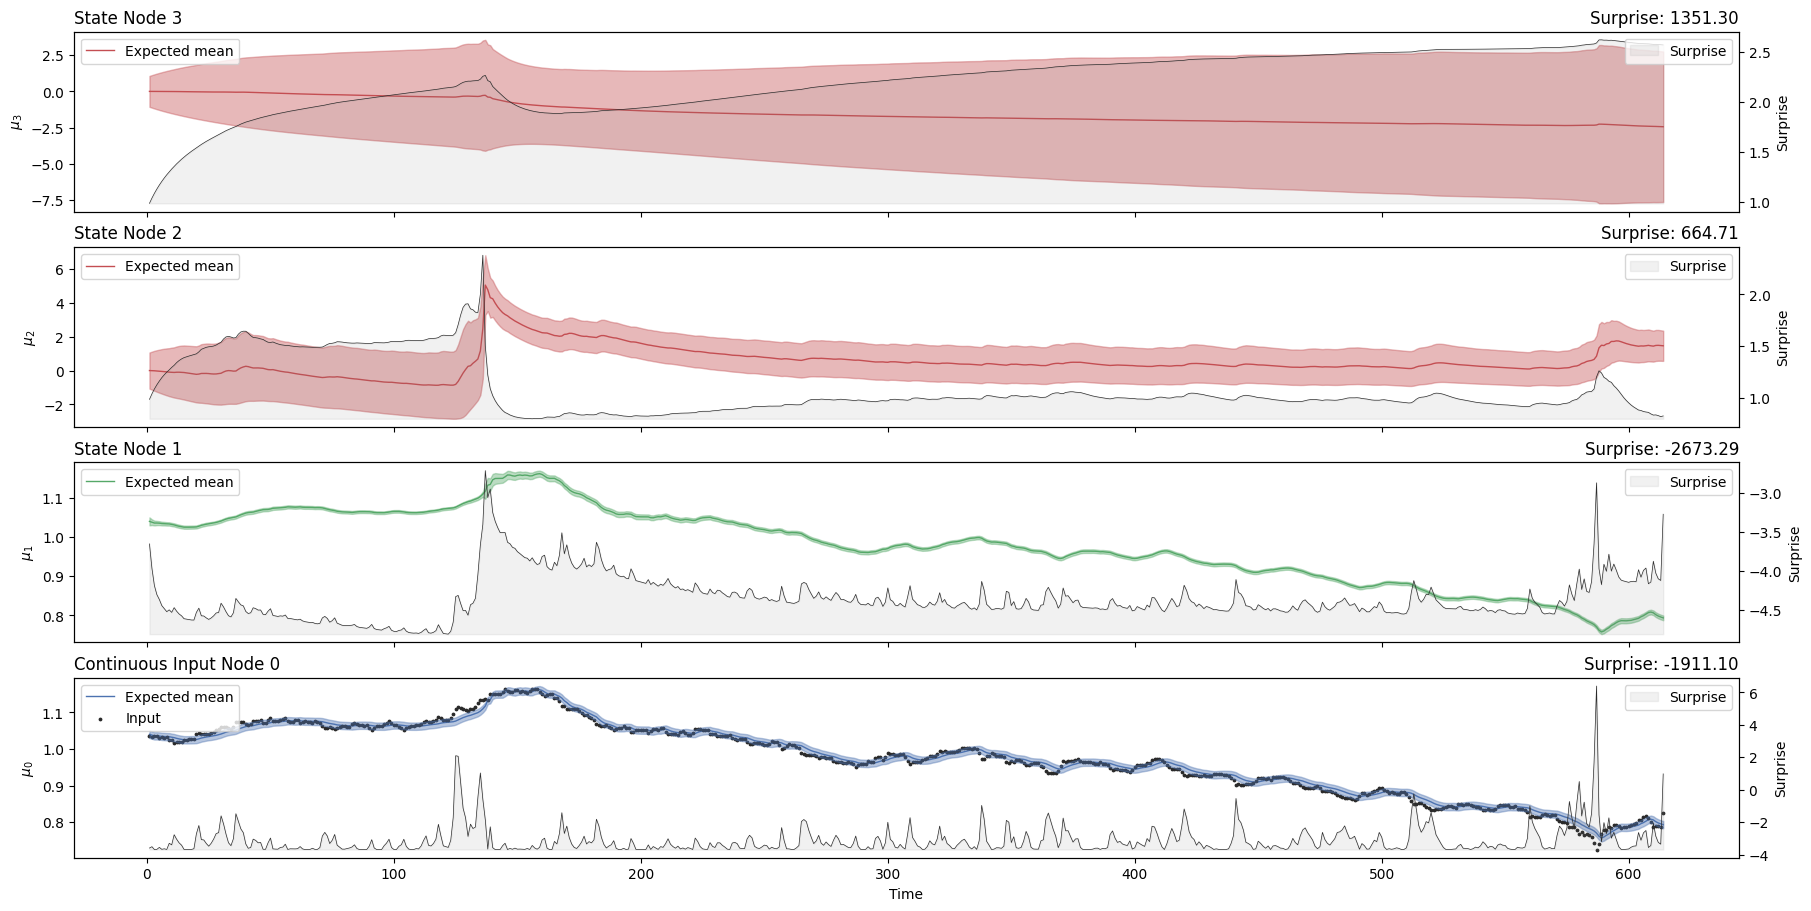 State Node 3
Surprise: 1351.30
Expected mean
Surprise
2.5
0.0
−2.5
−5.0
−7.5
μ3
2.5
2.0
1.5
1.0
Surprise
State Node 2
Surprise: 664.71
Expected mean
Surprise
6
4
2
0
−2
μ2
2.0
1.5
1.0
Surprise
State Node 1
Surprise: -2673.29
Expected mean
Surprise
1.1
1.0
0.9
0.8
μ1
−3.0
−3.5
−4.0
−4.5
Surprise
Continuous Input Node 0
Surprise: -1911.10
Expected mean
Input
Surprise
1.1
1.0
0.9
0.8
μ0
6
4
2
0
−2
−4
Surprise
0 100 200 300 400 500 600
Time